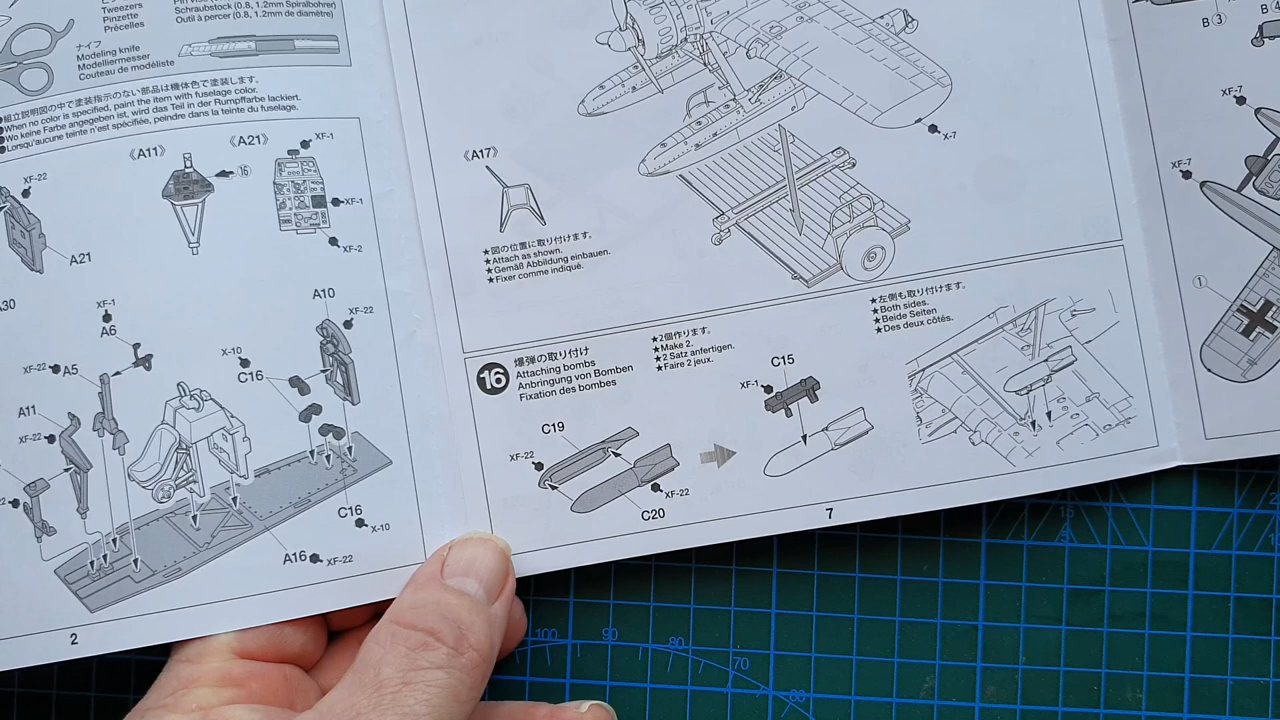 Tweezers
Pinzette
Précelles
Schraubstock (0.8, 1.2mm Spiralbohrer)
Outil à percer (0.8, 1.2mm de diamètre)
ナイフ
Modeling knife
Modelliermesser
Couteau de modéliste
●組立説明図の中で塗装指示のない部品は機体色で塗装します。
●When no color is specified, paint the item with fuselage color.
●Wo keine Farbe angegeben ist, wird das Teil in der Rumpffarbe lackiert.
●Lorsqu'aucune teinte n'est spécifiée, peindre dans la teinte du fuselage.
XF-22
A21
《A11》
⑯
《A21》
XF-1
XF-1
XF-2
A30
XF-1
A6
XF-22
A5
A11
XF-22
A10
XF-22
X-10
C16
C16
X-10
A16
XF-22
2
X-7
《A17》
★図の位置に取り付けます。
★Attach as shown.
★Gemäß Abbildung einbauen.
★Fixer comme indiqué.
16
爆弾の取り付け
Attaching bombs
Anbringung von Bomben
Fixation des bombes
★2個作ります。
★Make 2.
★2 Satz anfertigen.
★Faire 2 jeux.
C19
XF-22
XF-22
C20
C15
XF-1
★左側も取り付けます。
★Both sides.
★Beide Seiten
★Des deux côtés.
7
B③
XF-7
XF-7
①
100
90
80
70
15